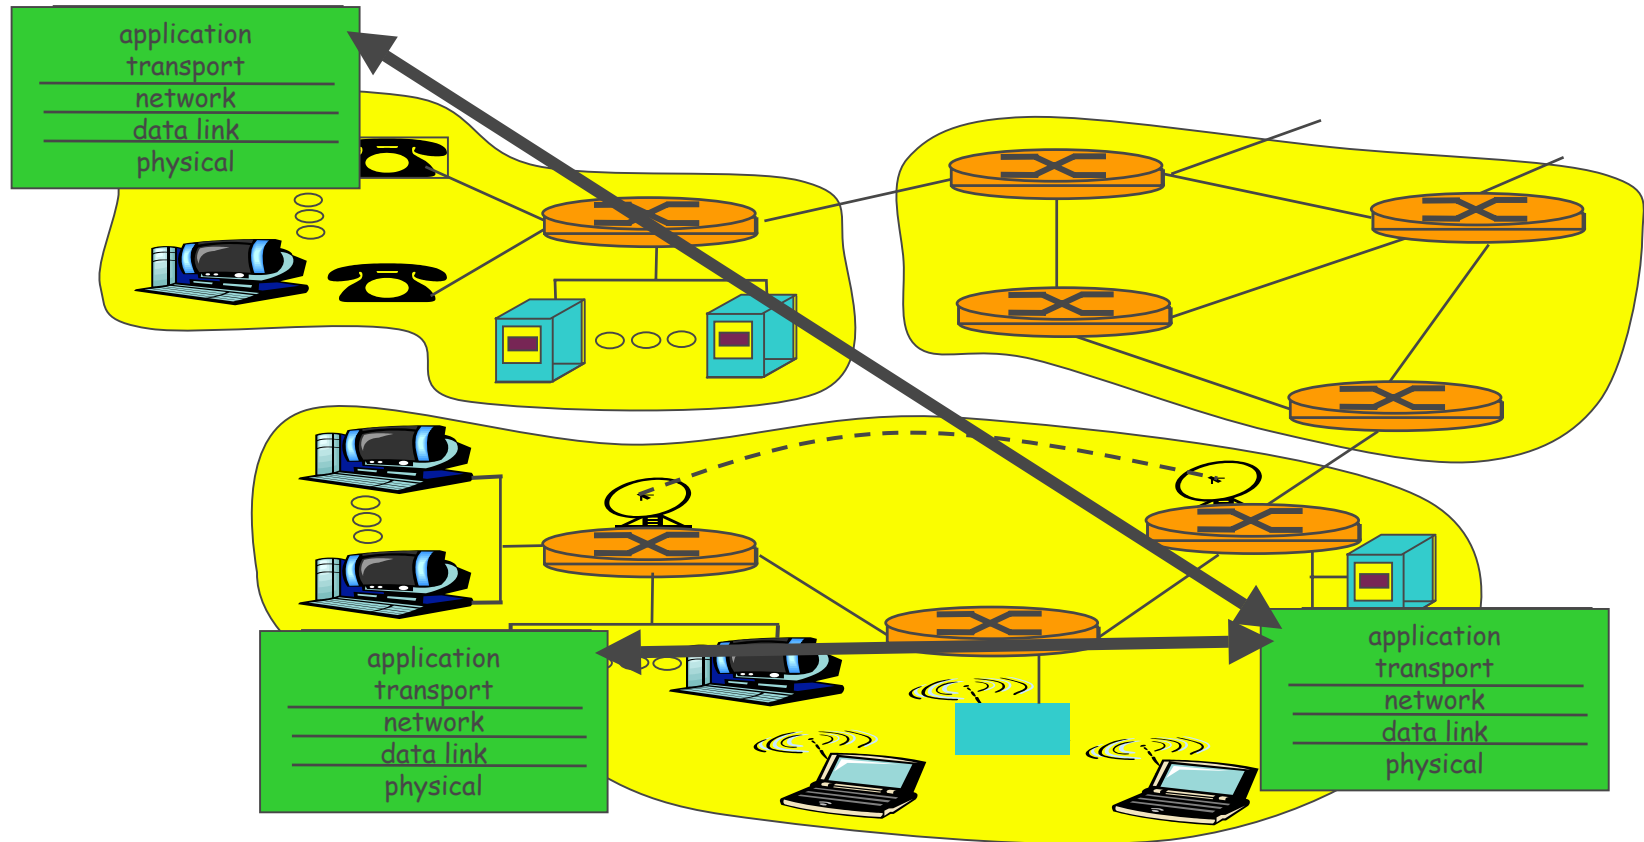 application
transport
network
data link
physical
application
transport
network
data link
physical
application
transport
network
data link
physical